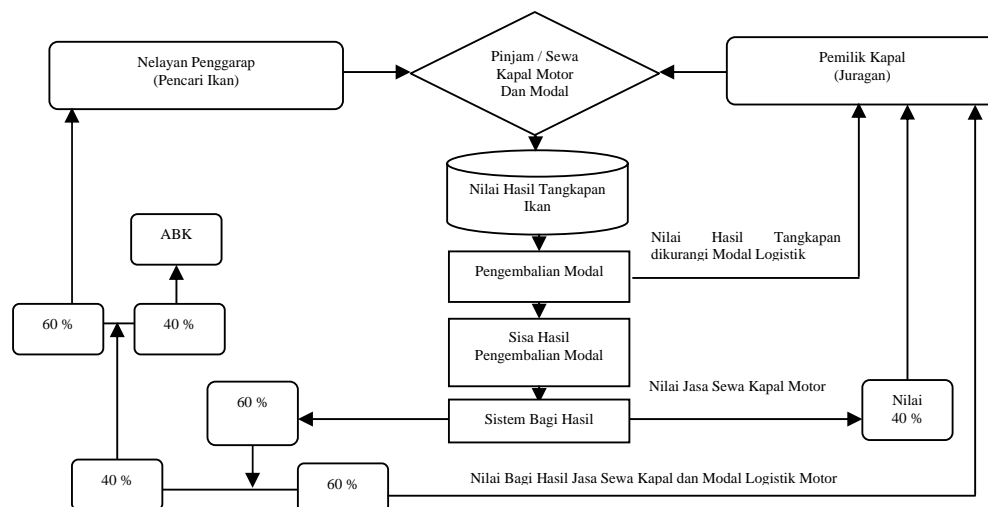 Nelayan Penggarap
(Pencari Ikan)
Pinjam / Sewa
Kapal Motor
Dan Modal
Pemilik Kapal
(Juragan)
Nilai Hasil Tangkapan
Ikan
ABK
Nilai Hasil Tangkapan
dikurangi Modal Logistik
Pengembalian Modal
60 %
40 %
Sisa Hasil
Pengembalian Modal
Nilai Jasa Sewa Kapal Motor
60 %
Sistem Bagi Hasil
Nilai
40 %
40 %
60 %
Nilai Bagi Hasil Jasa Sewa Kapal dan Modal Logistik Motor